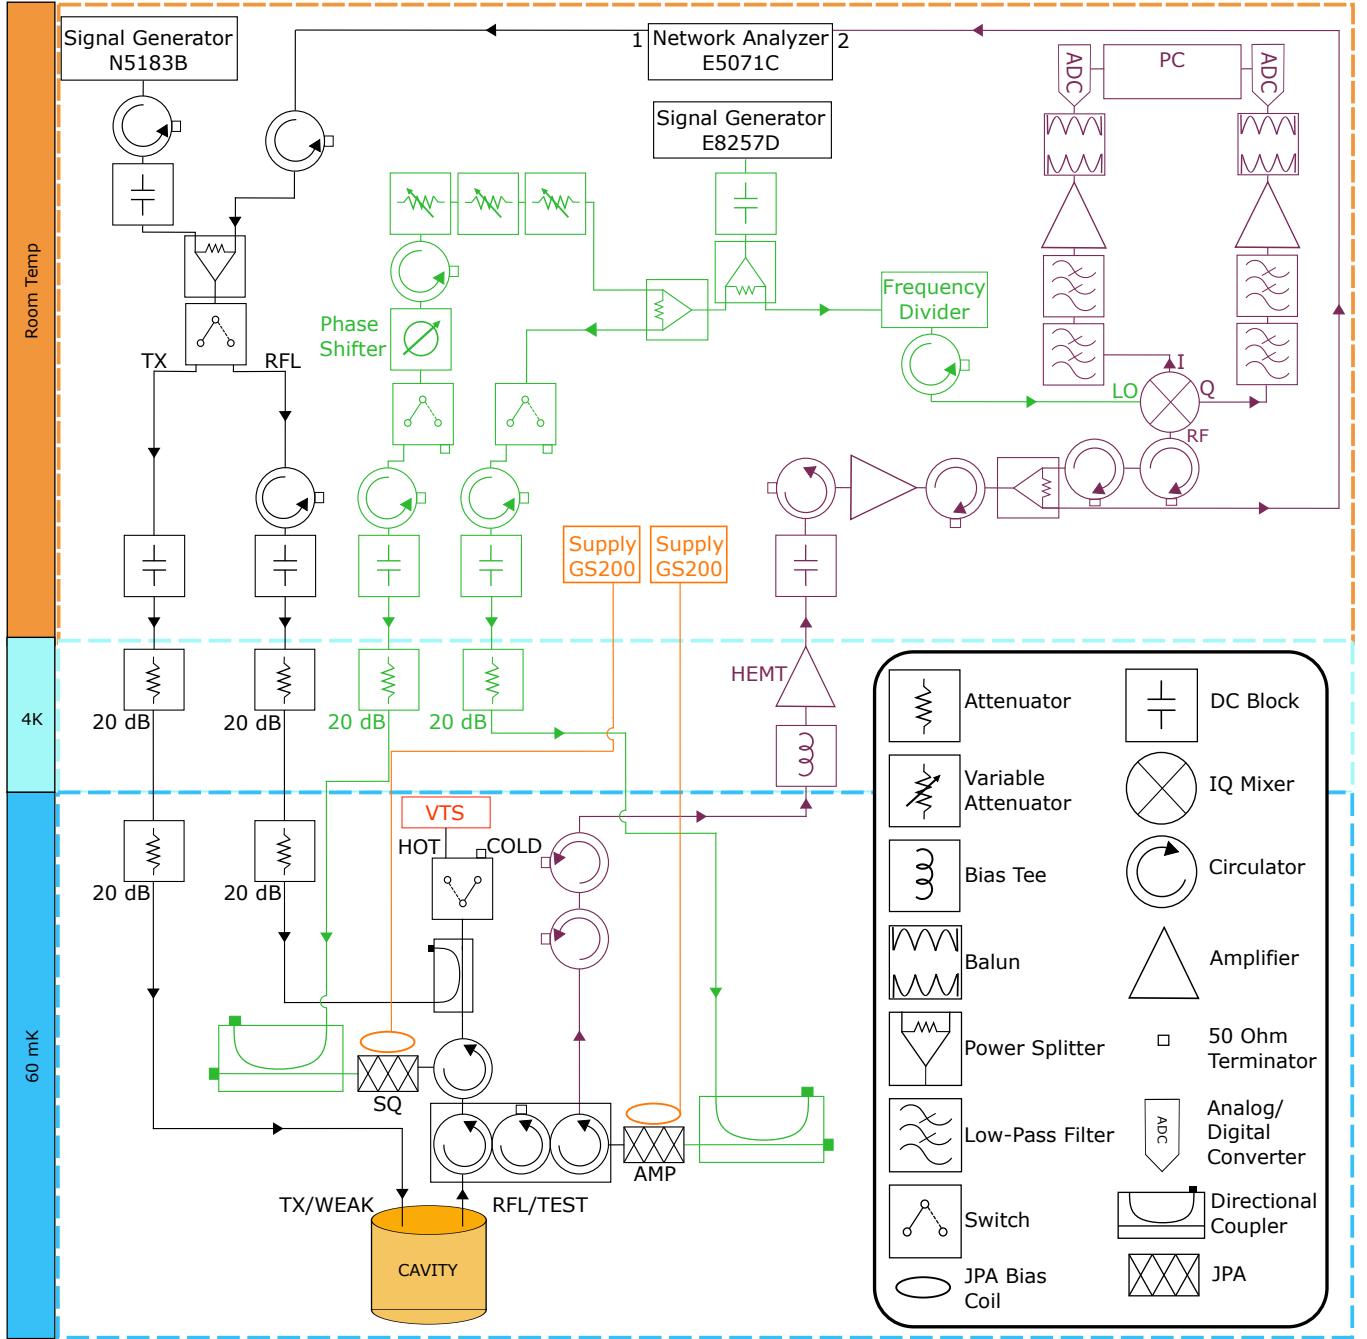 Signal Generator
N5183B
1
Network Analyzer
E5071C
2
Signal Generator
E8257D
ADC
PC
ADC
Room Temp
Phase
Shifter
Frequency
Divider
TX
RFL
I
LO
Q
RF
Supply
GS200
Supply
GS200
4K
HEMT
20 dB
20 dB
20 dB
20 dB
60 mK
VTS
HOT
COLD
20 dB
20 dB
SQ
AMP
TX/WEAK
RFL/TEST
CAVITY
Attenuator
DC Block
Variable
Attenuator
IQ Mixer
Bias Tee
Circulator
Balun
Amplifier
Power Splitter
50 Ohm
Terminator
Low-Pass Filter
ADC
Analog/
Digital
Converter
Switch
Directional
Coupler
JPA Bias
Coil
JPA